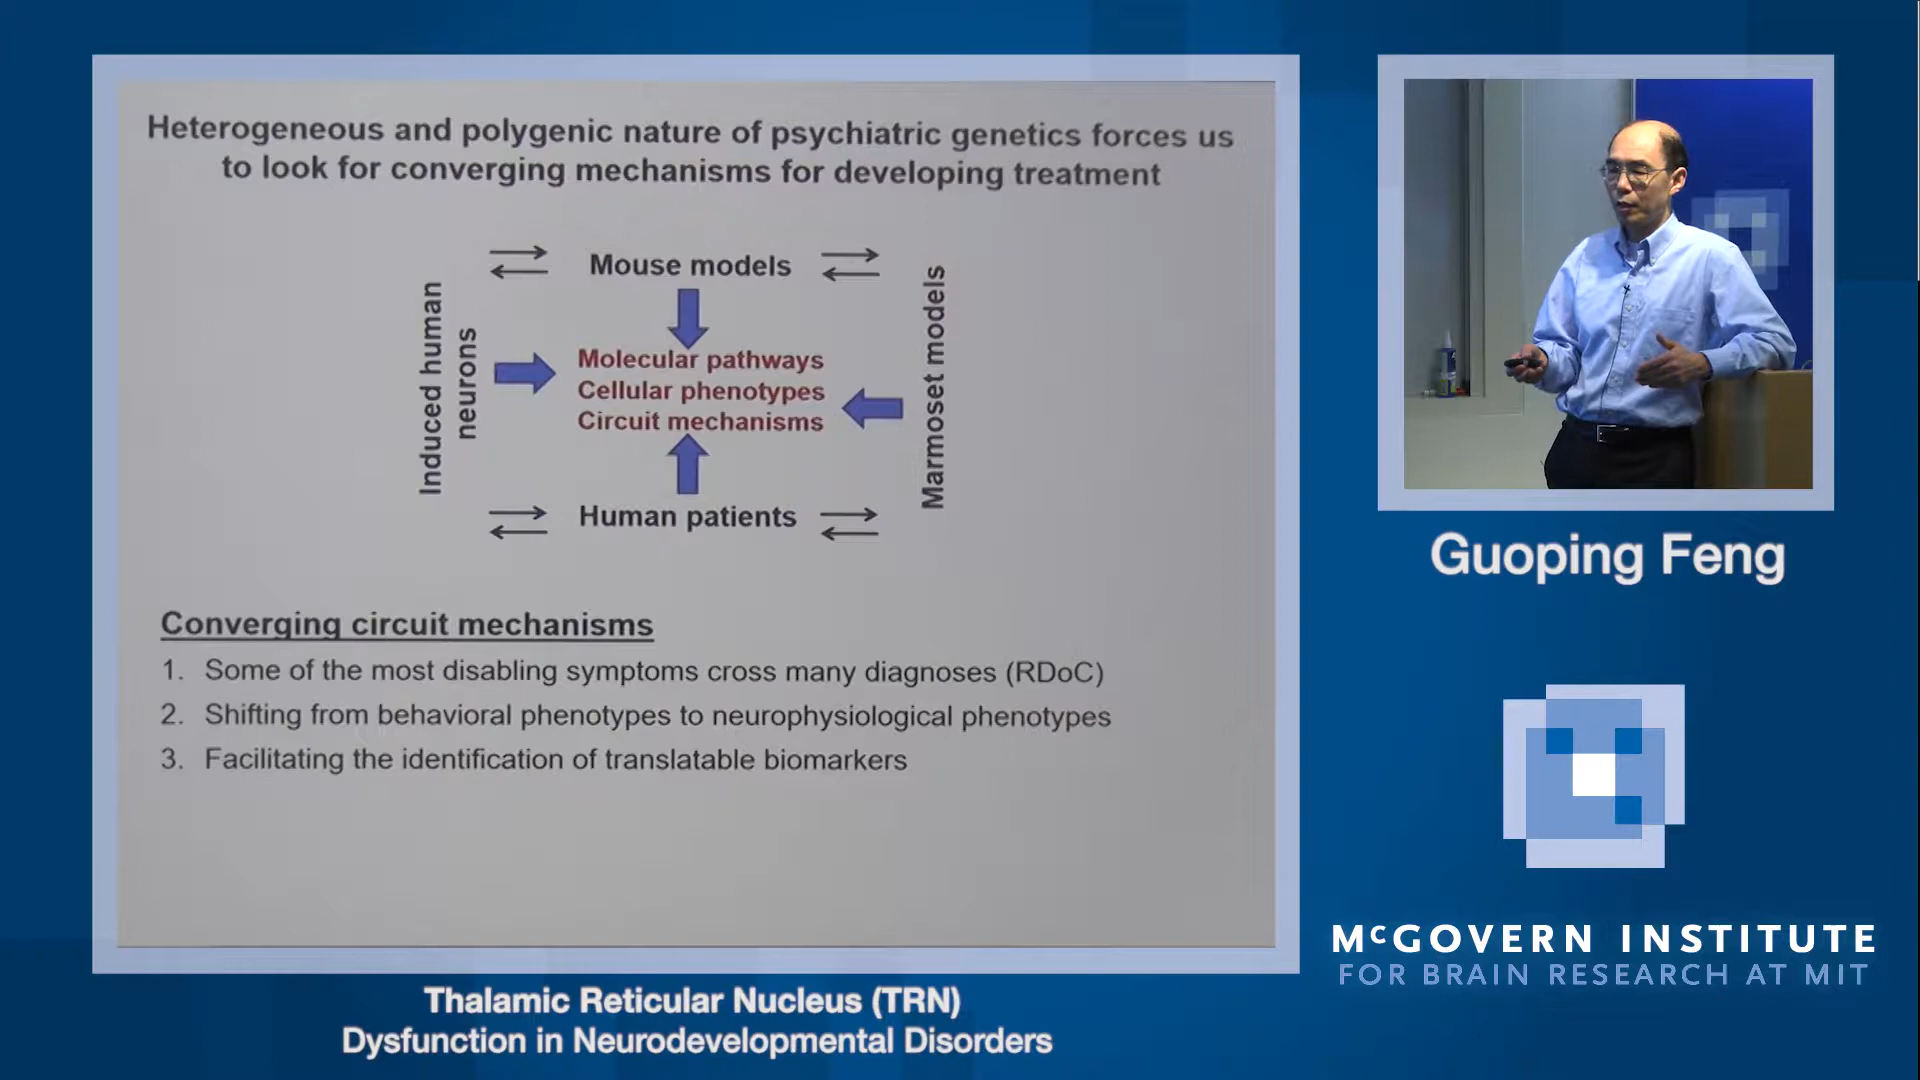 Heterogeneous and polygenic nature of psychiatric genetics forces us
to look for converging mechanisms for developing treatment
Mouse models
Induced human
neurons
Molecular pathways
Cellular phenotypes
Circuit mechanisms
Marmoset models
Human patients
Converging circuit mechanisms
1. Some of the most disabling symptoms cross many diagnoses (RDoC)
2. Shifting from behavioral phenotypes to neurophysiological phenotypes
3. Facilitating the identification of translatable biomarkers
Guoping Feng
McGOVERN INSTITUTE
FOR BRAIN RESEARCH AT MIT
Thalamic Reticular Nucleus (TRN)
Dysfunction in Neurodevelopmental Disorders